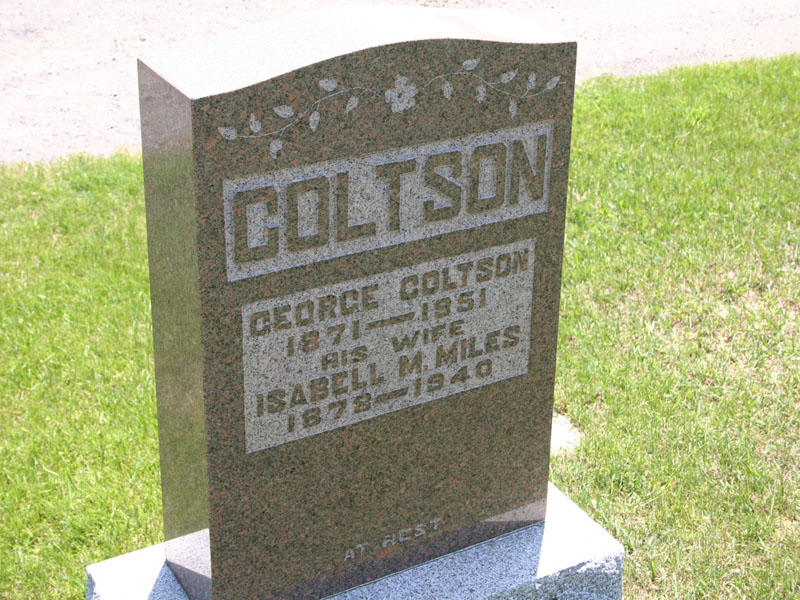 COLTSON
GEORGE COLTSON
1871—1951
HIS WIFE
ISABELL M. MILES
1878—1940
AT REST